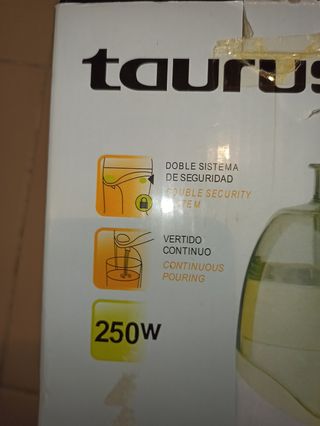 taurus
DOBLE SISTEMA
DE SEGURIDAD
DOUBLE SECURITY
SYSTEM
VERTIDO
CONTINUO
CONTINUOUS
POURING
250W